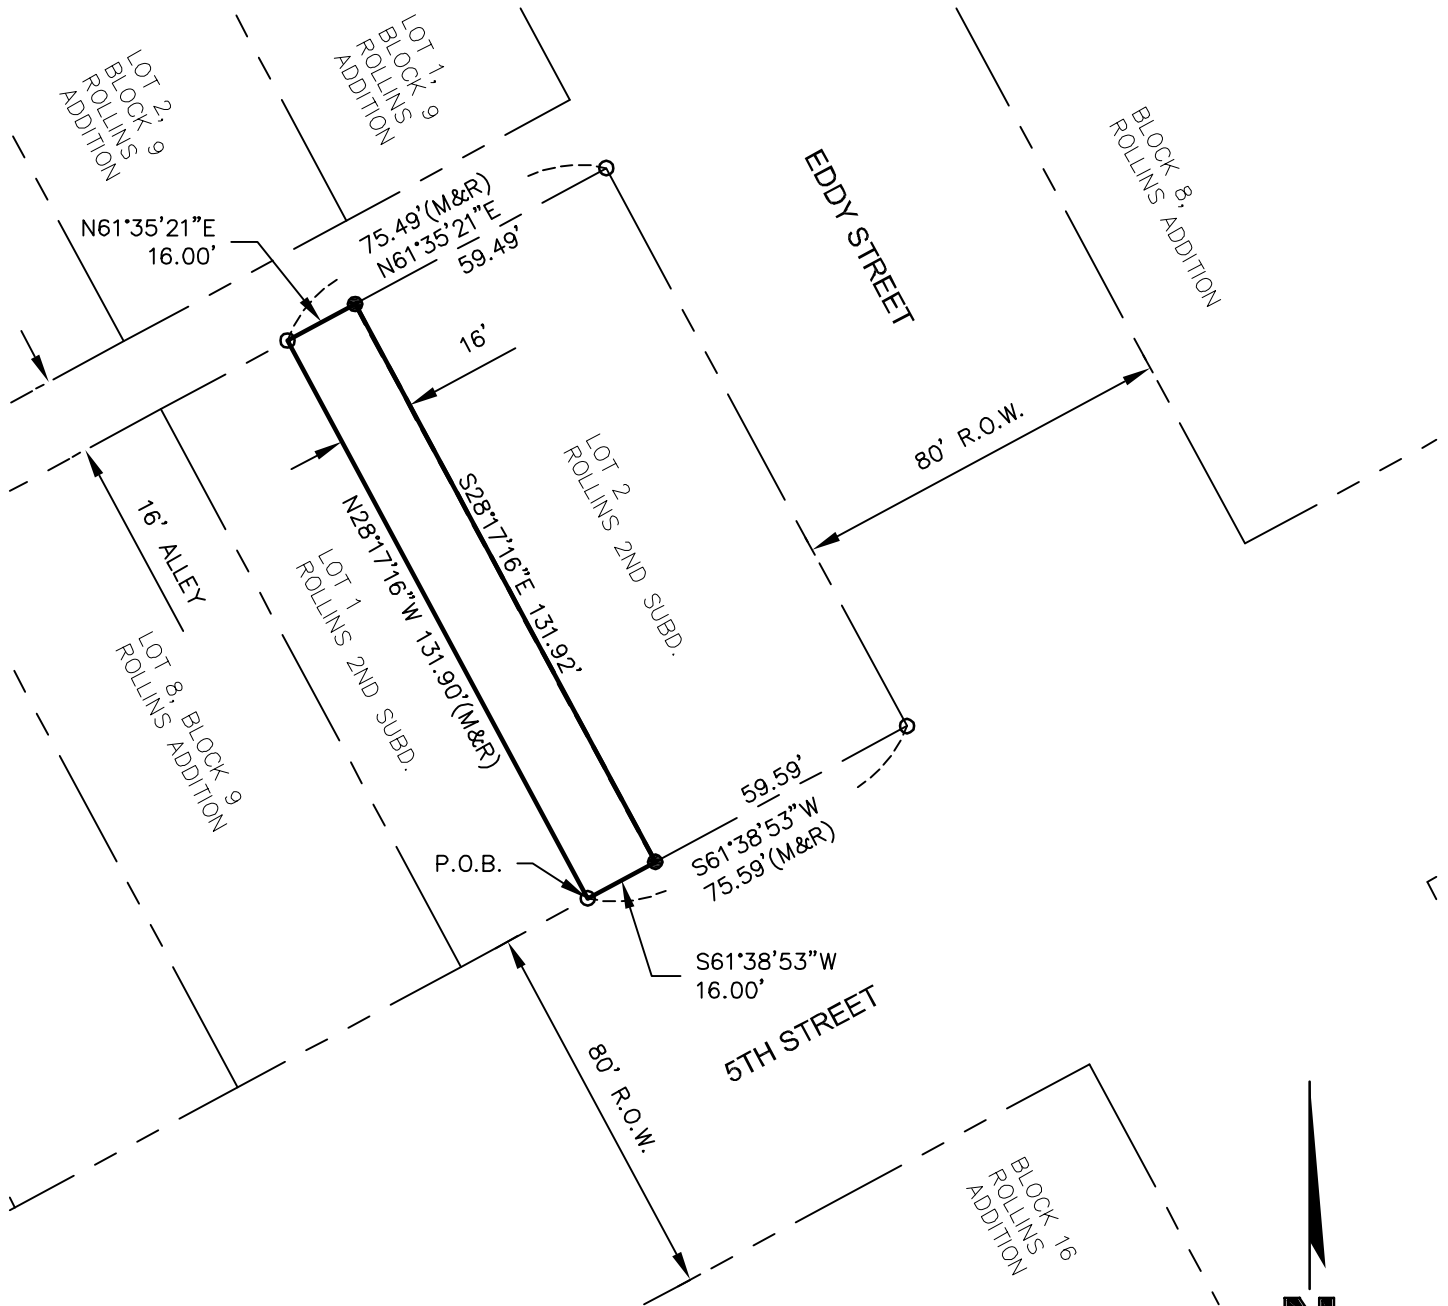 LOT 2,
BLOCK 9
ROLLINS
ADDITION
LOT 1,
BLOCK 9
ROLLINS
ADDITION
BLOCK 8,
ROLLINS ADDITION
EDDY STREET
N61°35'21"E
16.00'
75.49'(M&R)
N61°35'21"E
59.49'
16'
80' R.O.W.
LOT 2
ROLLINS 2ND SUBD.
S28°17'16"E 131.92'
N28°17'16"W 131.90'(M&R)
16' ALLEY
LOT 1
ROLLINS 2ND SUBD.
LOT 8, BLOCK 9
ROLLINS ADDITION
59.59'
S61°38'53"W
75.59'(M&R)
P.O.B.
S61°38'53"W
16.00'
5TH STREET
80' R.O.W.
BLOCK 16
ROLLINS
ADDITION
N